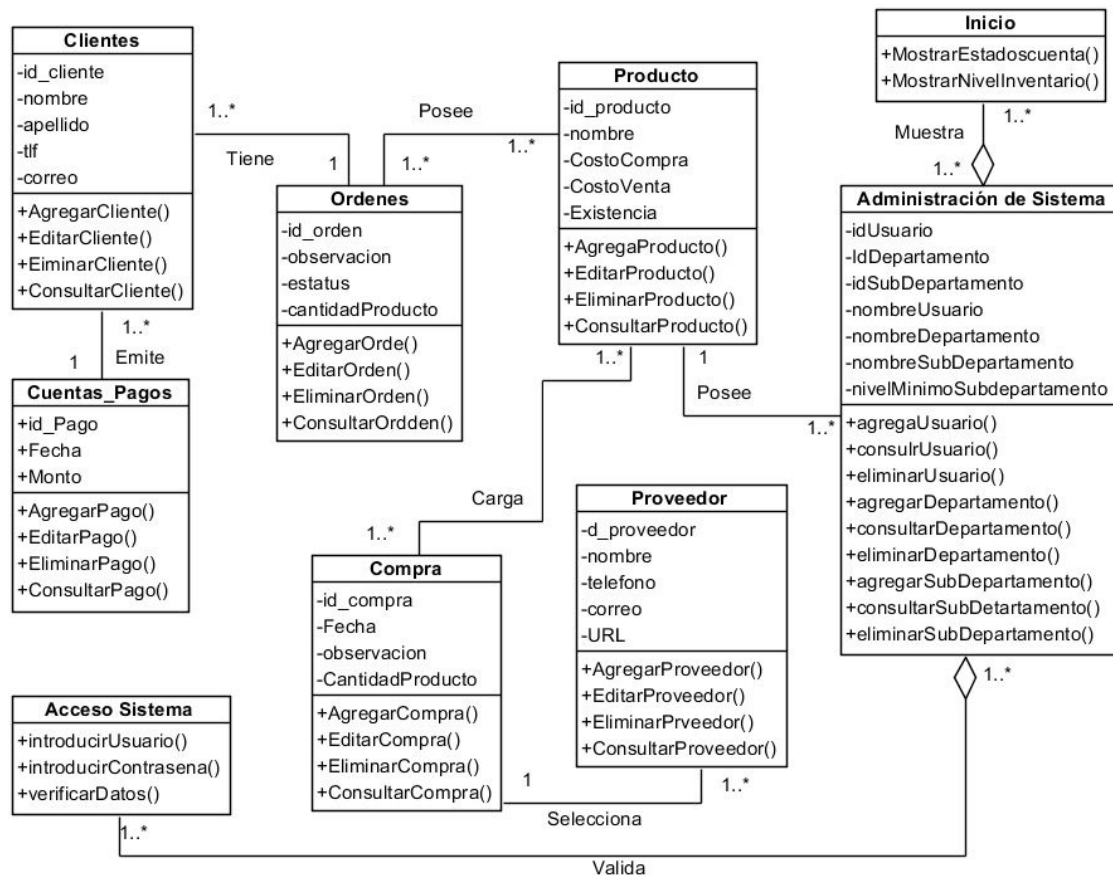 Clientes
-id_cliente
-nombre
-apellido
-tlf
-correo
+AgregarCliente()
+EditarCliente()
+EiminarCliente()
+ConsultarCliente()
1..*
Tiene
1
1..*
1
Emite
Cuentas_Pagos
+id_Pago
+Fecha
+Monto
+AgregarPago()
+EditarPago()
+EliminarPago()
+ConsultarPago()
Posee
1..*
1..*
Ordenes
-id_orden
-observacion
-estatus
-cantidadProducto
+AgregarOrde()
+EditarOrden()
+EliminarOrden()
+ConsultarOrdden()
Producto
-id_producto
-nombre
-CostoCompra
-CostoVenta
-Existencia
+AgregaProducto()
+EditarProducto()
+EliminarProducto()
+ConsultarProducto()
1..*
1
Posee
1..*
Inicio
+MostrarEstadoscuenta()
+MostrarNivelInventario()
1..*
Muestra
1..*
Administración de Sistema
-idUsuario
-IdDepartamento
-idSubDepartamento
-nombreUsuario
-nombreDepartamento
-nombreSubDepartamento
-nivelMinimoSubdepartamento
+agregaUsuario()
+consulrUsuario()
+eliminarUsuario()
+agregarDepartamento()
+consultarDepartamento()
+eliminarDepartamento()
+agregarSubDepartamento()
+consultarSubDetartamento()
+eliminarSubDepartamento()
1..*
Carga
1..*
Compra
-id_compra
-Fecha
-observacion
-CantidadProducto
+AgregarCompra()
+EditarCompra()
+EliminarCompra()
+ConsultarCompra()
Proveedor
-d_proveedor
-nombre
-telefono
-correo
-URL
+AgregarProveedor()
+EditarProveedor()
+EliminarPrveedor()
+ConsultarProveedor()
1
1..*
Selecciona
Acceso Sistema
+introducirUsuario()
+introducirContrasena()
+verificarDatos()
1..*
Valida